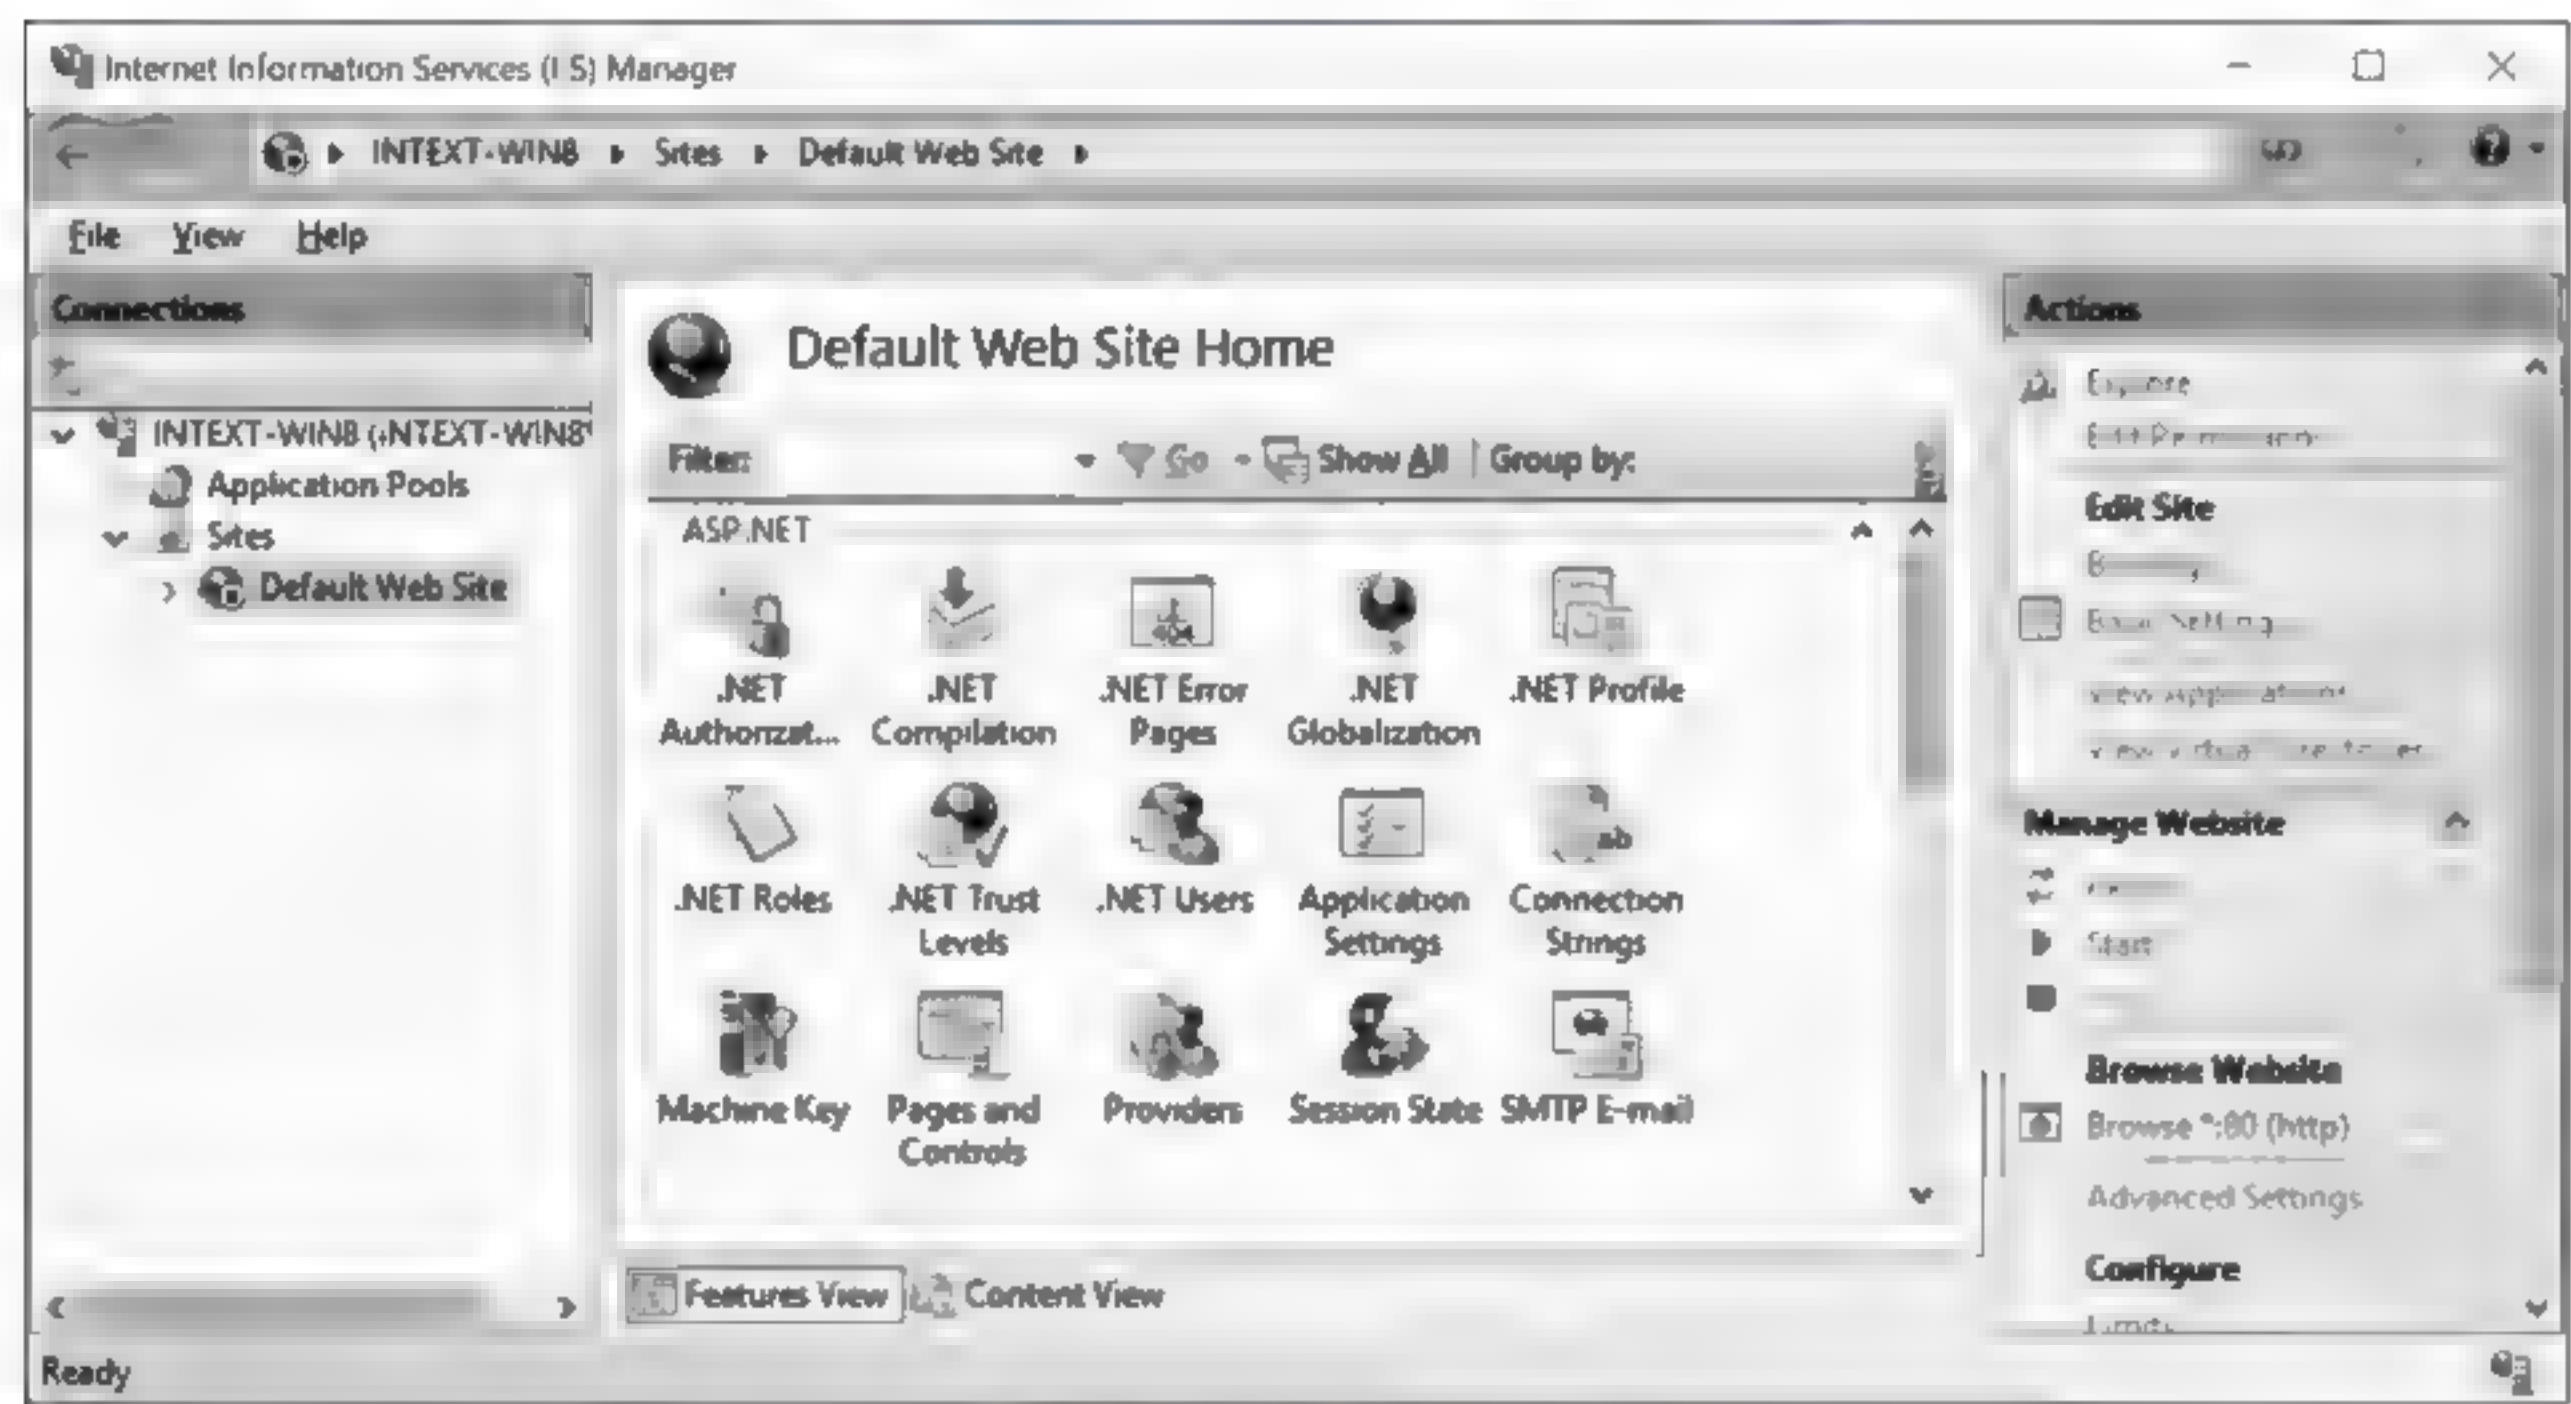 Internet Information Services (IIS) Manager
INTEXT-WIN8 Sites Default Web Site
File View Help
Connections
INTEXT-WIN8 (INTEXT-WIN8\
Application Pools
Sites
Default Web Site
Default Web Site Home
Filter: Go Show All Group by:
ASP.NET
.NET Authorizat...
.NET Compilation
.NET Error Pages
.NET Globalization
.NET Profile
.NET Roles
.NET Trust Levels
.NET Users
Application Settings
Connection Strings
Machine Key
Pages and Controls
Providers
Session State
SMTP E-mail
Features View Content View
Actions
Explore
Edit Site
Manage Website
Start
Browse Website
Browse *:80 (http)
Advanced Settings
Configure
Ready